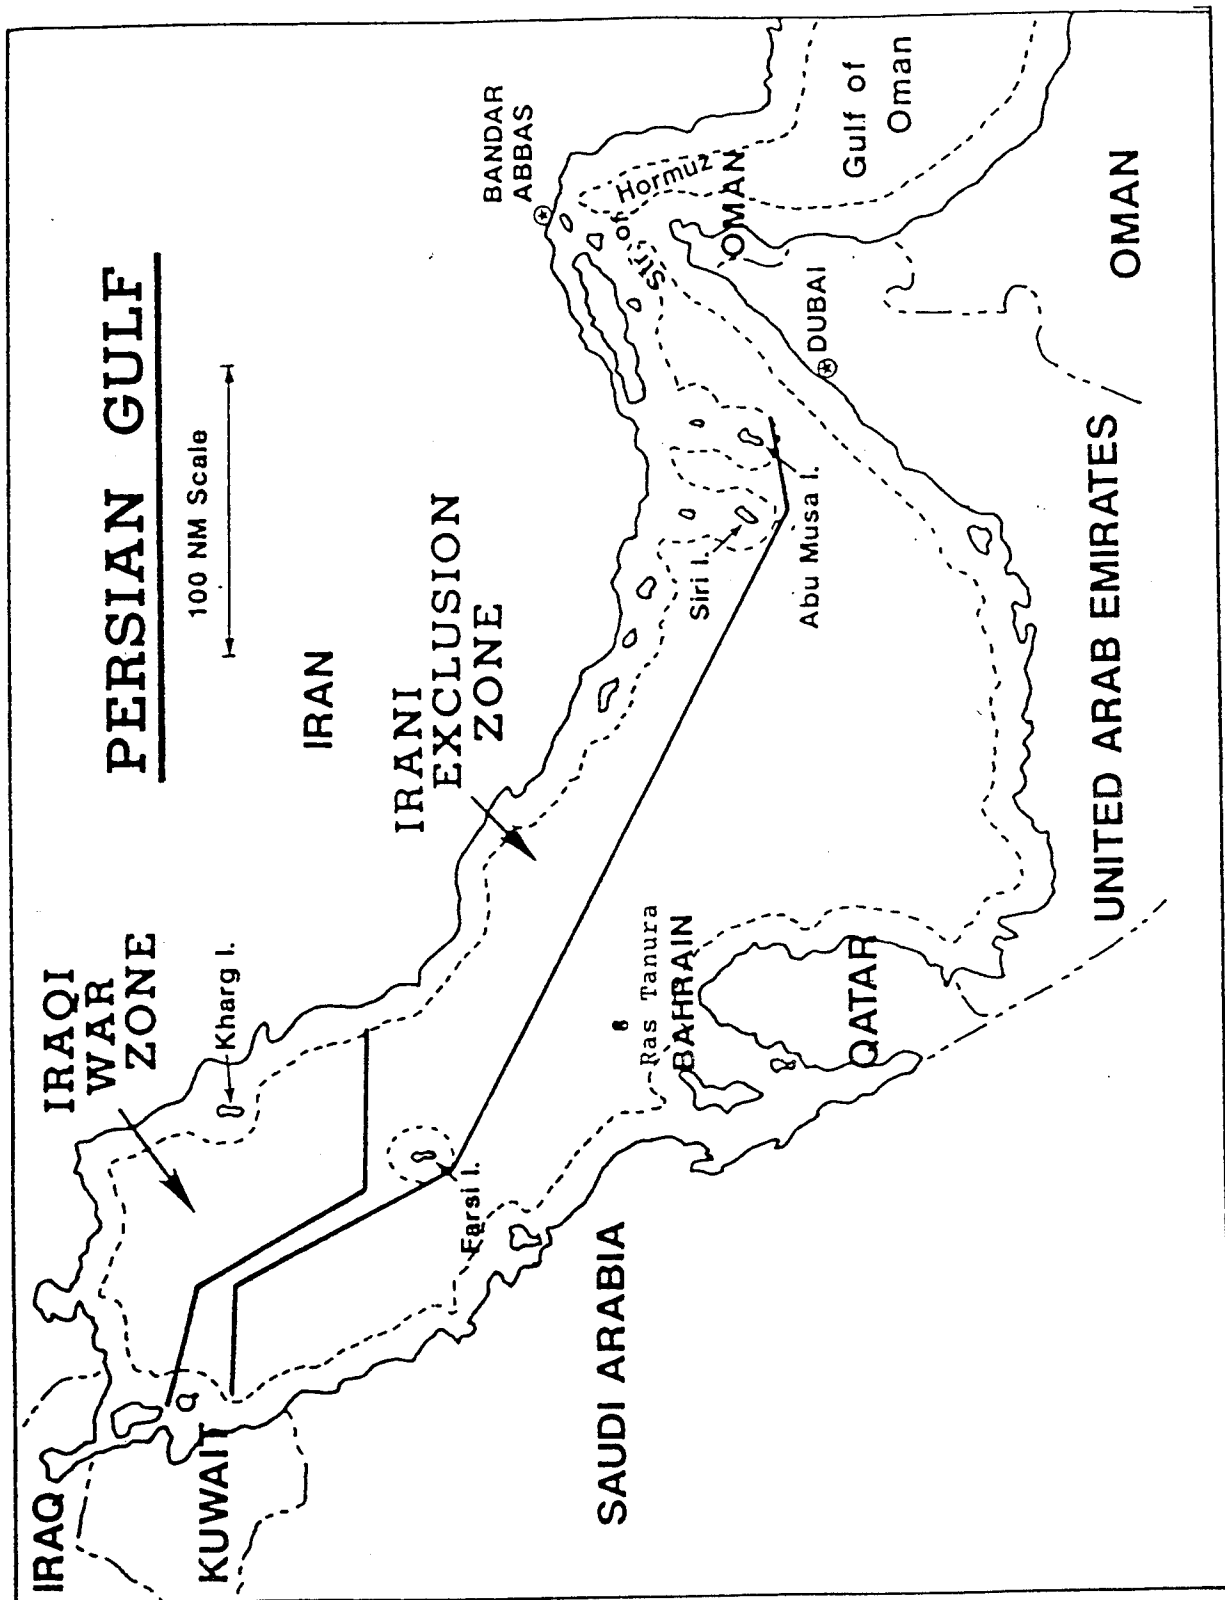 PERSIAN GULF
100 NM Scale
IRAQI
WAR
ZONE
Kharg I.
IRAN
IRANI
EXCLUSION
ZONE
BANDAR
ABBAS
Str. of Hormuz
OMAN
Gulf of
Oman
DUBAI
OMAN
Siri I.
Abu Musa I.
Farsi I.
Ras Tanura
BAHRAIN
QATAR
UNITED ARAB EMIRATES
SAUDI ARABIA
KUWAIT
IRAQ